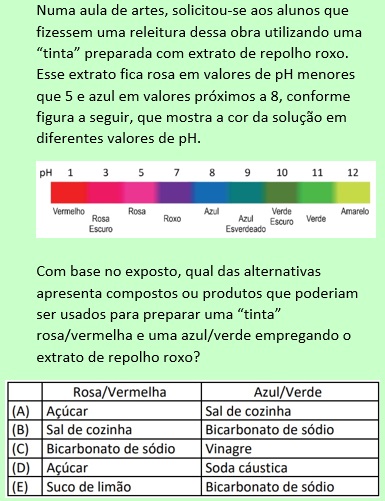 Numa aula de artes, solicitou-se aos alunos que
fizessem uma releitura dessa obra utilizando uma
“tinta” preparada com extrato de repolho roxo.
Esse extrato fica rosa em valores de pH menores
que 5 e azul em valores próximos a 8, conforme
figura a seguir, que mostra a cor da solução em
diferentes valores de pH.
pH 1 3 5 7 8 9 10 11 12
Vermelho Rosa Escuro Rosa Roxo Azul Azul Esverdeado Verde Escuro Verde Amarelo
Com base no exposto, qual das alternativas
apresenta compostos ou produtos que poderiam
ser usados para preparar uma “tinta”
rosa/vermelha e uma azul/verde empregando o
extrato de repolho roxo?
Rosa/Vermelha Azul/Verde
(A) Açúcar Sal de cozinha
(B) Sal de cozinha Bicarbonato de sódio
(C) Bicarbonato de sódio Vinagre
(D) Açúcar Soda cáustica
(E) Suco de limão Bicarbonato de sódio